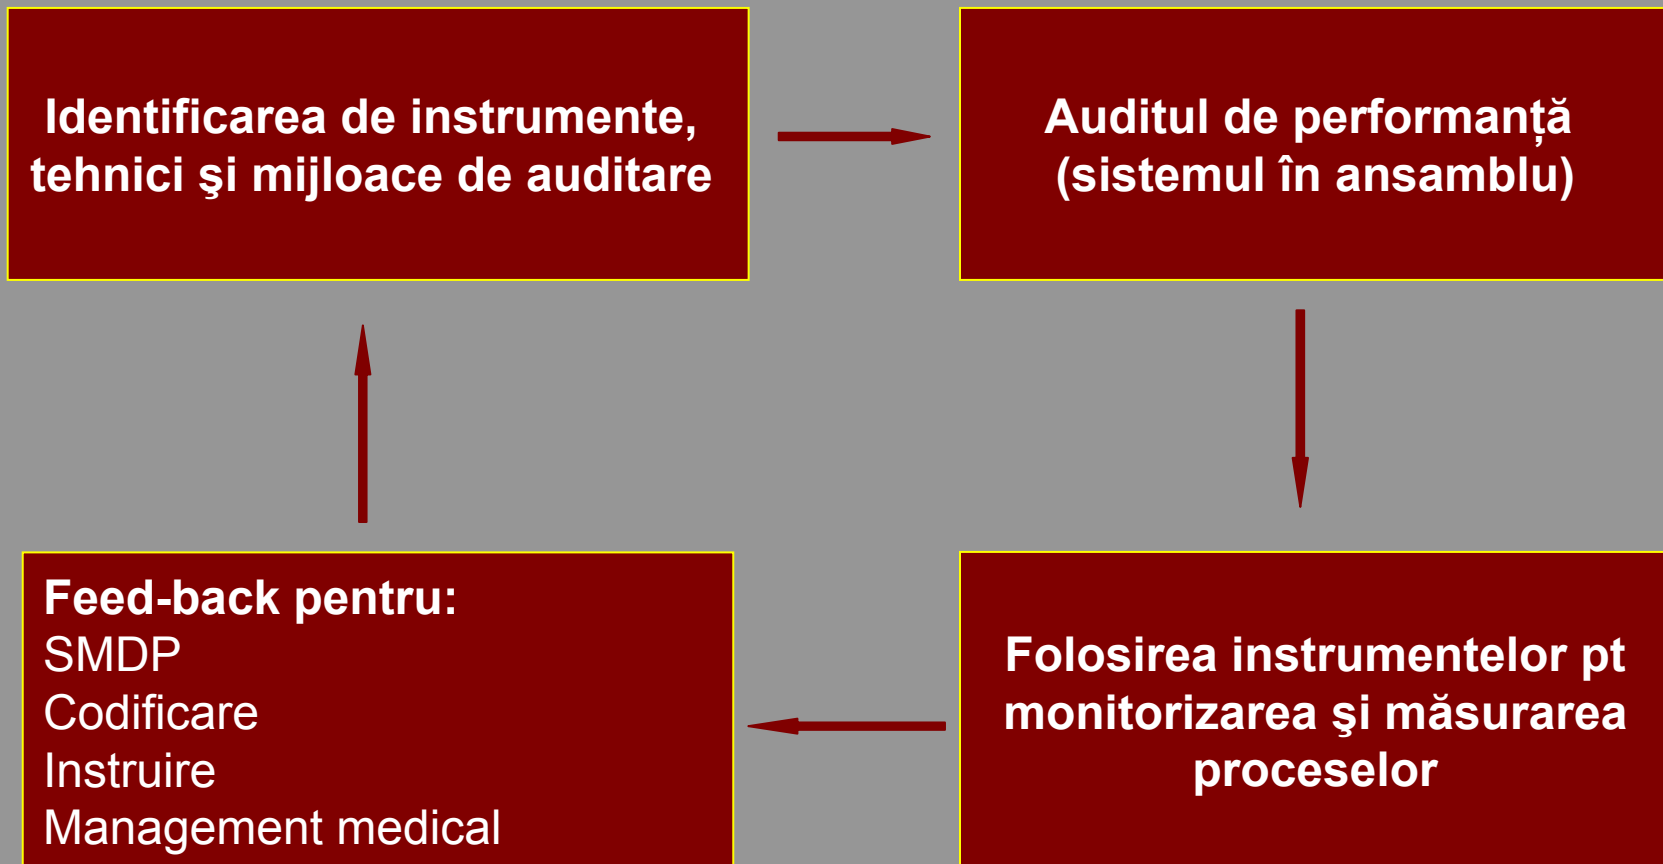 Identificarea de instrumente,
tehnici şi mijloace de auditare
Auditul de performanță
(sistemul în ansamblu)
Folosirea instrumentelor pt
monitorizarea şi măsurarea
proceselor
Feed-back pentru:
SMDP
Codificare
Instruire
Management medical